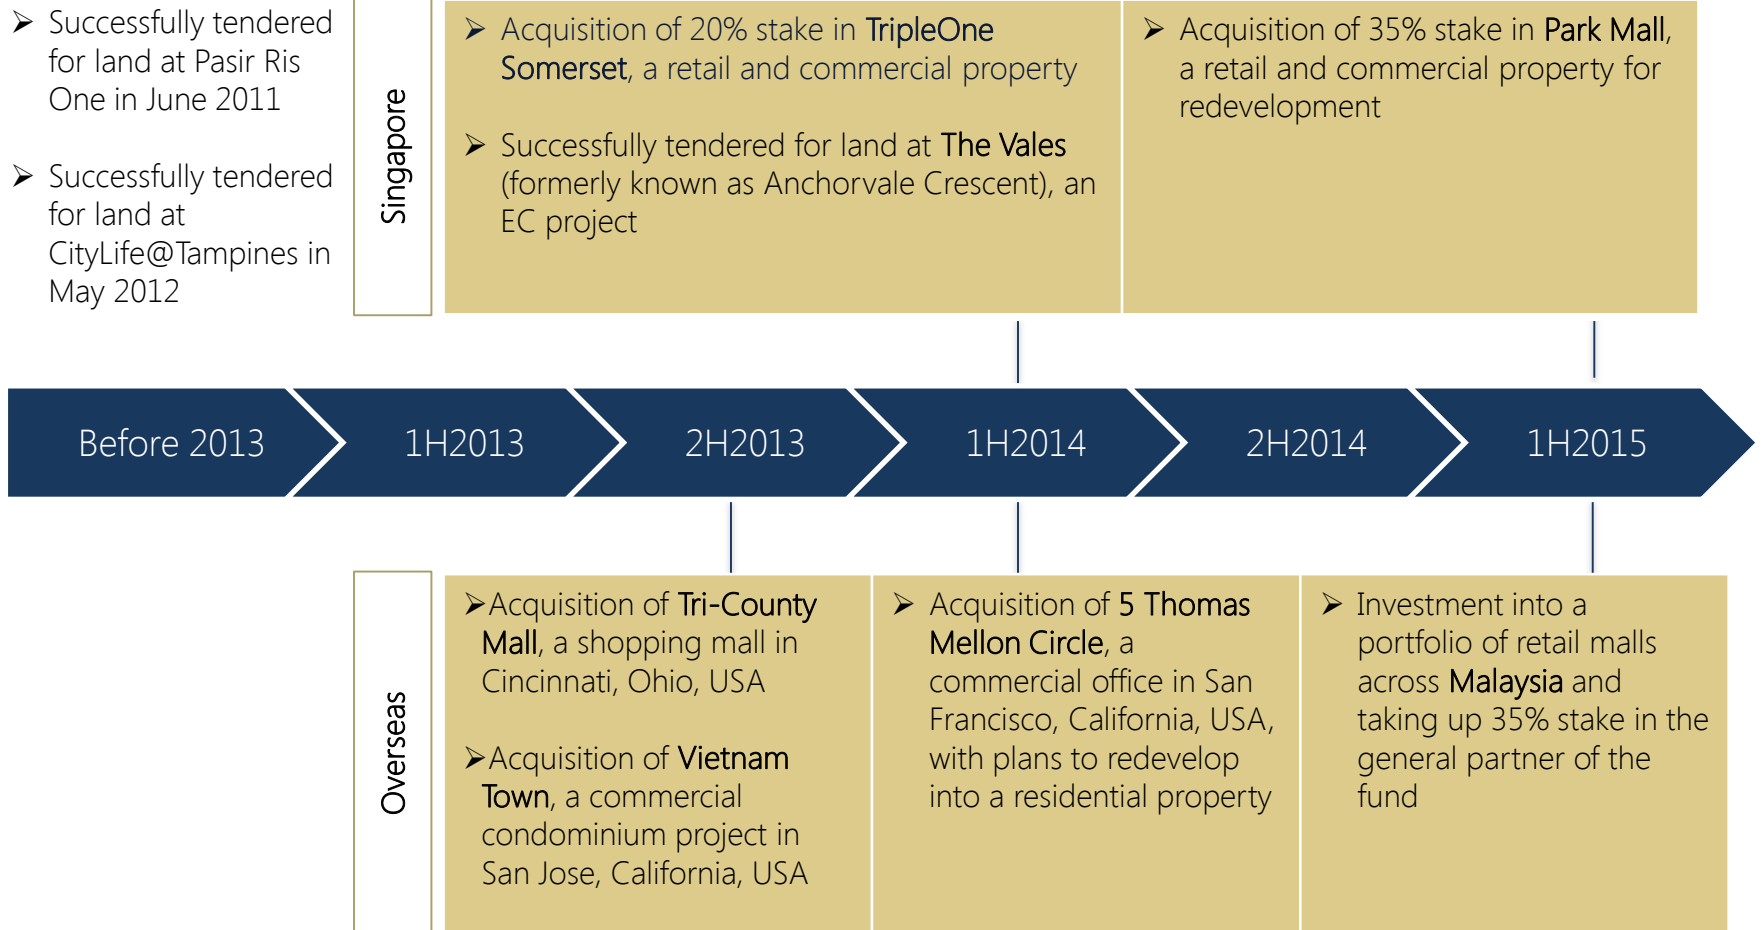 ➢ Successfully tendered
for land at Pasir Ris
One in June 2011
➢ Successfully tendered
for land at
CityLife@Tampines in
May 2012
Singapore
➢ Acquisition of 20% stake in TripleOne
Somerset, a retail and commercial property
➢ Successfully tendered for land at The Vales
(formerly known as Anchorvale Crescent), an
EC project
➢ Acquisition of 35% stake in Park Mall,
a retail and commercial property for
redevelopment
Before 2013
1H2013
2H2013
1H2014
2H2014
1H2015
Overseas
➢Acquisition of Tri-County
Mall, a shopping mall in
Cincinnati, Ohio, USA
➢Acquisition of Vietnam
Town, a commercial
condominium project in
San Jose, California, USA
➢ Acquisition of 5 Thomas
Mellon Circle, a
commercial office in San
Francisco, California, USA,
with plans to redevelop
into a residential property
➢ Investment into a
portfolio of retail malls
across Malaysia and
taking up 35% stake in the
general partner of the
fund